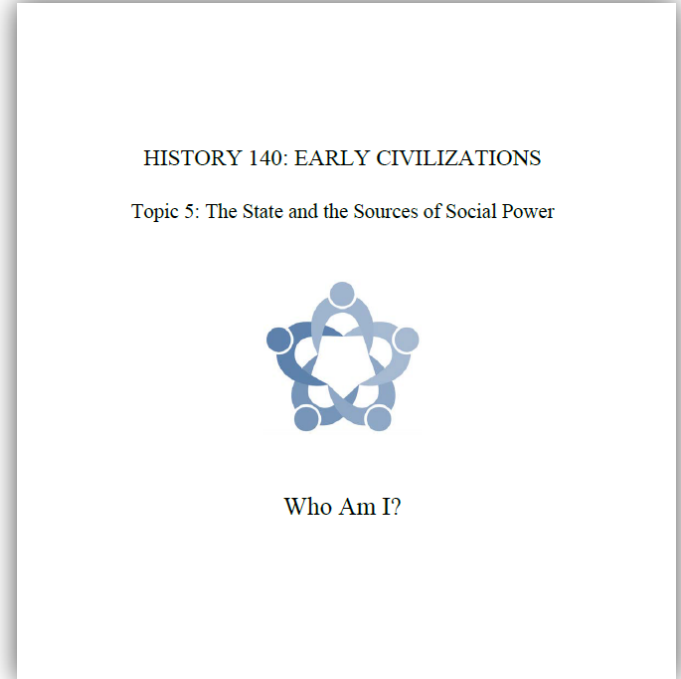 HISTORY 140: EARLY CIVILIZATIONS
Topic 5: The State and the Sources of Social Power
Who Am I?